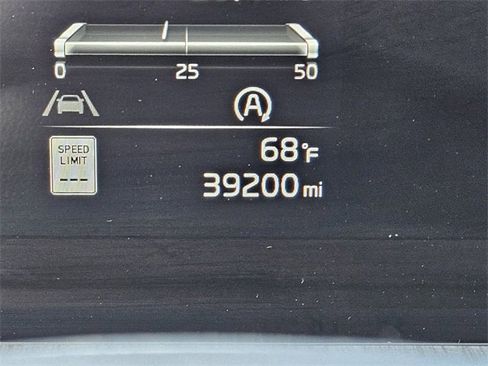 0 25 50
A
SPEED
LIMIT
---
68°F
39200 mi